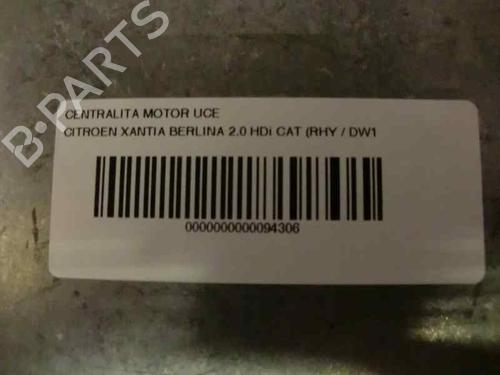 B-PARTS
CENTRALITA MOTOR UCE
CITROEN XANTIA BERLINA 2.0 HDi CAT (RHY / DW1
0000000000094306